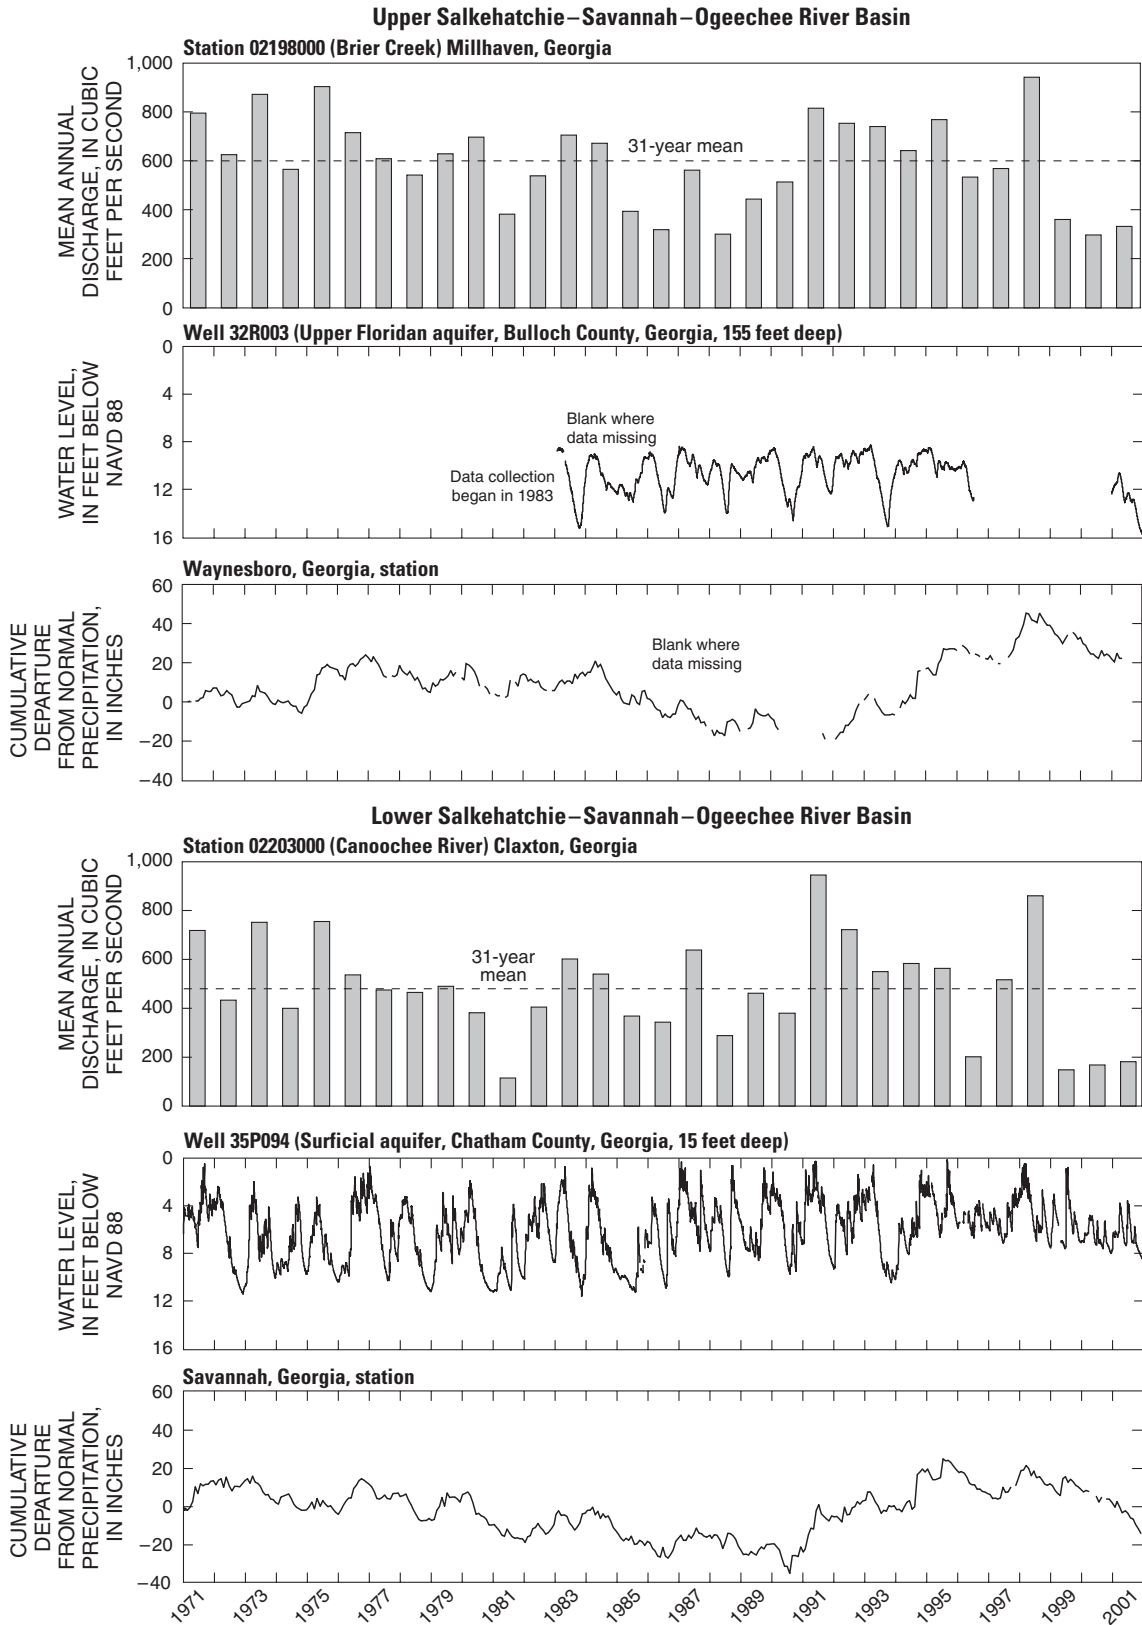 Upper Salkehatchie–Savannah–Ogeechee River Basin
Station 02198000 (Brier Creek) Millhaven, Georgia
MEAN ANNUAL
DISCHARGE, IN CUBIC
FEET PER SECOND
1,000
800
600
400
200
0
31-year mean
Well 32R003 (Upper Floridan aquifer, Bulloch County, Georgia, 155 feet deep)
WATER LEVEL,
IN FEET BELOW
NAVD 88
0
4
8
12
16
Blank where
data missing
Data collection
began in 1983
Waynesboro, Georgia, station
CUMULATIVE
DEPARTURE
FROM NORMAL
PRECIPITATION,
IN INCHES
60
40
20
0
−20
−40
Blank where
data missing
Lower Salkehatchie–Savannah–Ogeechee River Basin
Station 02203000 (Canoochee River) Claxton, Georgia
MEAN ANNUAL
DISCHARGE, IN CUBIC
FEET PER SECOND
1,000
800
600
400
200
0
31-year
mean
Well 35P094 (Surficial aquifer, Chatham County, Georgia, 15 feet deep)
WATER LEVEL,
IN FEET BELOW
NAVD 88
0
4
8
12
16
Savannah, Georgia, station
CUMULATIVE
DEPARTURE
FROM NORMAL
PRECIPITATION,
IN INCHES
60
40
20
0
−20
−40
1971 1973 1975 1977 1979 1981 1983 1985 1987 1989 1991 1993 1995 1997 1999 2001